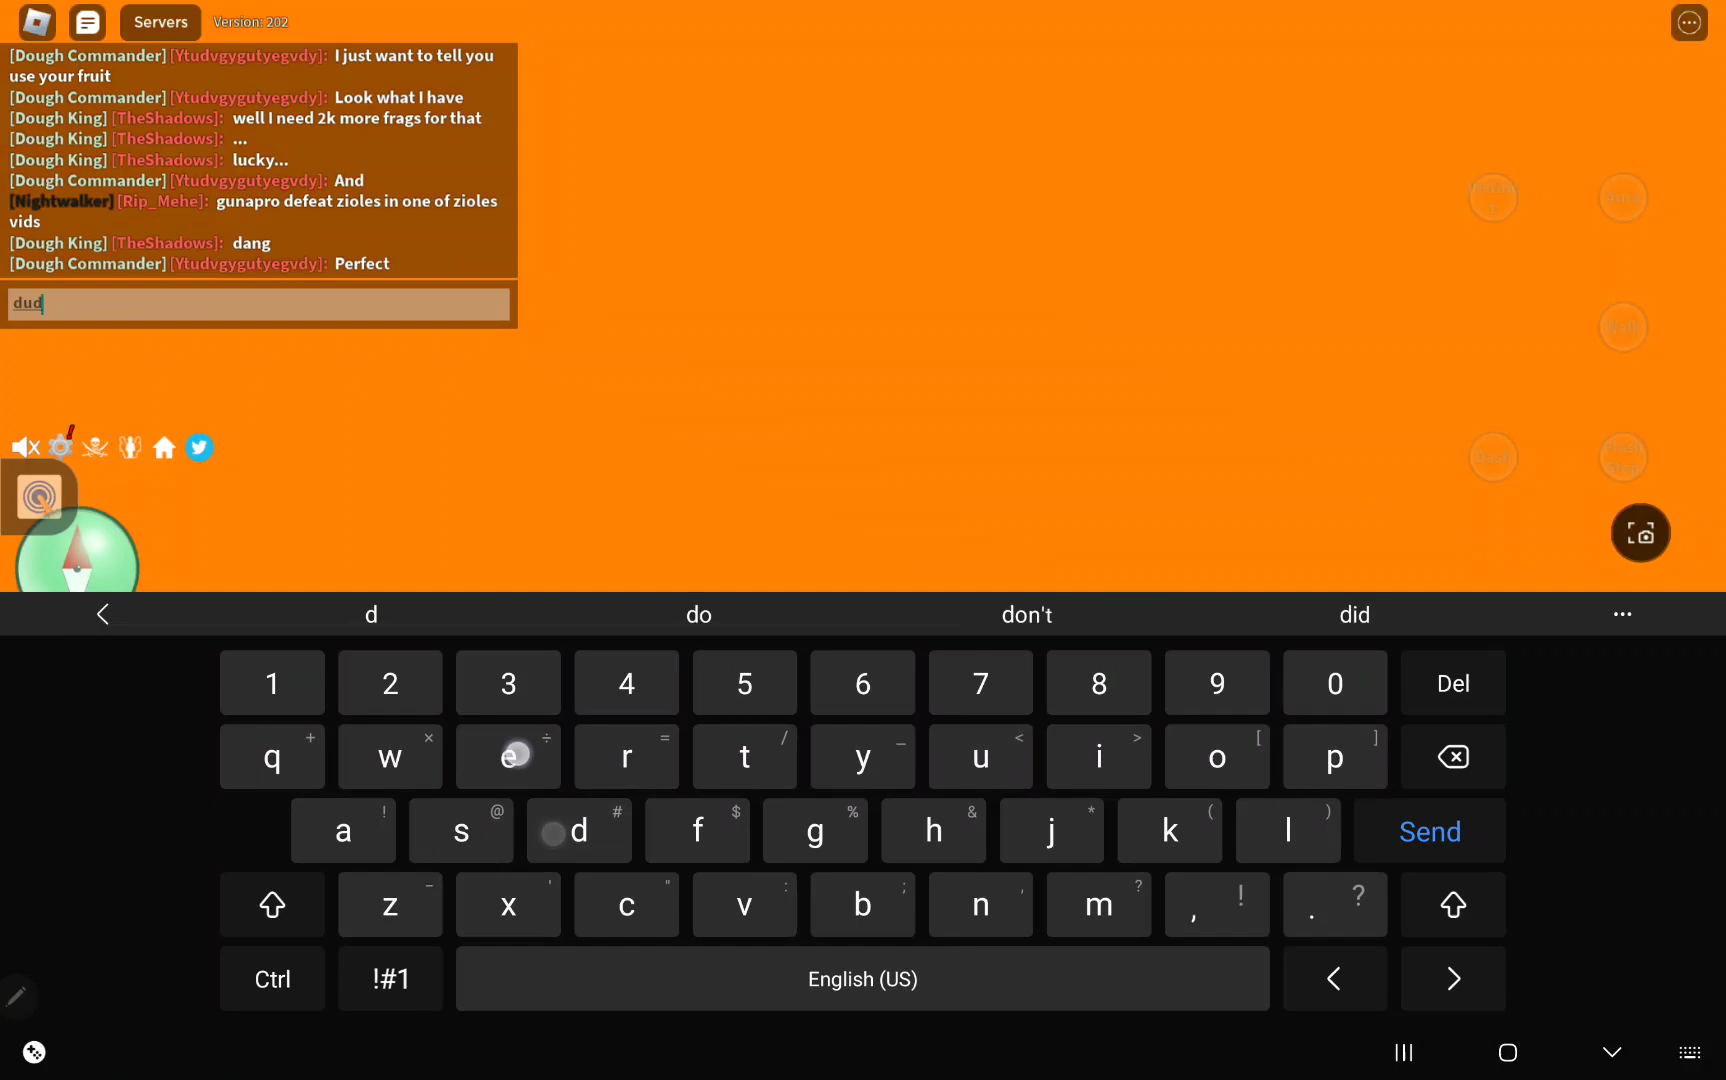 Servers Version: 202
[Dough Commander] [Ytudvgygutyegvdy]: I just want to tell you
use your fruit
[Dough Commander] [Ytudvgygutyegvdy]: Look what I have
[Dough King] [TheShadows]: well I need 2k more frags for that
[Dough King] [TheShadows]: ...
[Dough King] [TheShadows]: lucky...
[Dough Commander] [Ytudvgygutyegvdy]: And
[Nightwalker] [Rip_Mehe]: gunapro defeat zioles in one of zioles
vids
[Dough King] [TheShadows]: dang
[Dough Commander] [Ytudvgygutyegvdy]: Perfect
dud
d do don't did ...
1 2 3 4 5 6 7 8 9 0 Del
+ × ÷ = / _ < > [ ]
q w e r t y u i o p
! @ # $ % & * ( )
a s d f g h j k l Send
- ' " : ; , ? ! ?
z x c v b n m , .
Ctrl !#1 English (US) < >